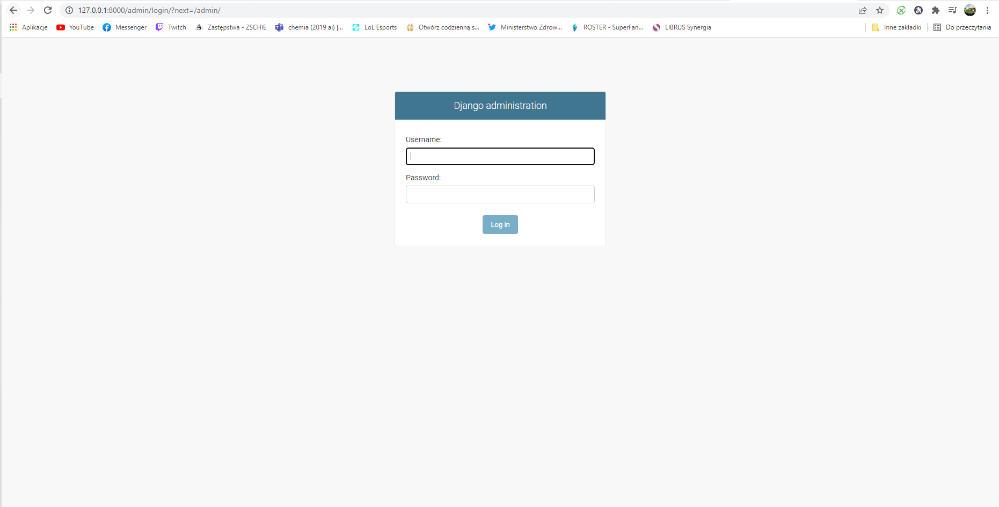 127.0.0.1:8000/admin/login/?next=/admin/
Aplikacje YouTube Messenger Twitch Zastępstwa - ZSCHIE chemia (2019 ai) |... LoL Esports Otwórz codzienną s... Ministerstwo Zdrow... ROSTER - SuperFan... LIBRUS Synergia Inne zakładki Do przeczytania
Django administration
Username:
Password:
Log in